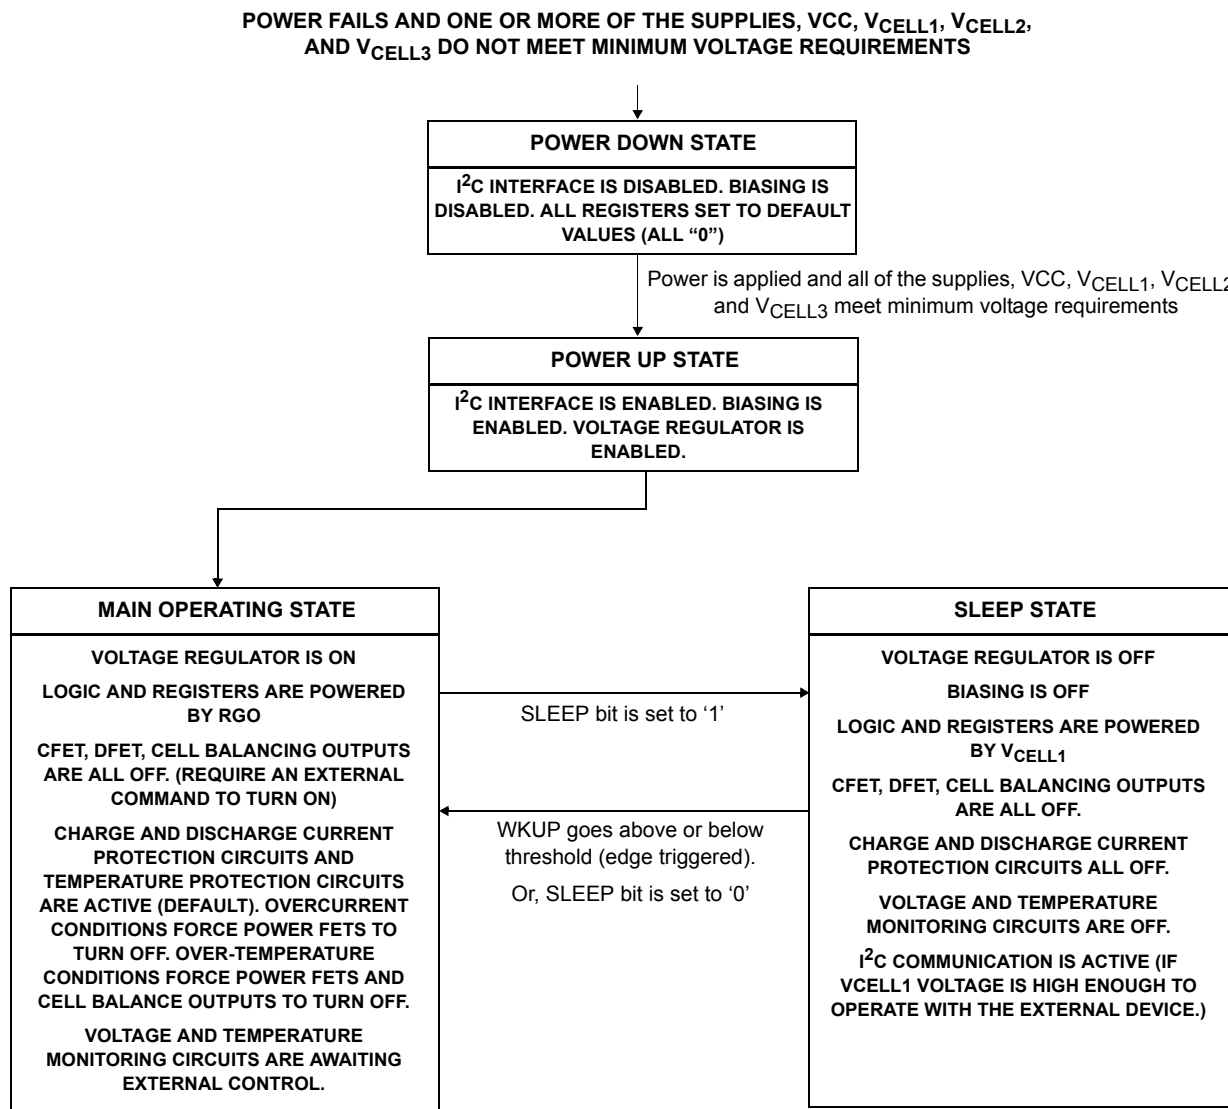 POWER FAILS AND ONE OR MORE OF THE SUPPLIES, VCC, VCELL1, VCELL2,
AND VCELL3 DO NOT MEET MINIMUM VOLTAGE REQUIREMENTS
POWER DOWN STATE
I2C INTERFACE IS DISABLED. BIASING IS
DISABLED. ALL REGISTERS SET TO DEFAULT
VALUES (ALL “0”)
Power is applied and all of the supplies, VCC, VCELL1, VCELL2
and VCELL3 meet minimum voltage requirements
POWER UP STATE
I2C INTERFACE IS ENABLED. BIASING IS
ENABLED. VOLTAGE REGULATOR IS
ENABLED.
MAIN OPERATING STATE
VOLTAGE REGULATOR IS ON
LOGIC AND REGISTERS ARE POWERED
BY RGO
CFET, DFET, CELL BALANCING OUTPUTS
ARE ALL OFF. (REQUIRE AN EXTERNAL
COMMAND TO TURN ON)
CHARGE AND DISCHARGE CURRENT
PROTECTION CIRCUITS AND
TEMPERATURE PROTECTION CIRCUITS
ARE ACTIVE (DEFAULT). OVERCURRENT
CONDITIONS FORCE POWER FETS TO
TURN OFF. OVER-TEMPERATURE
CONDITIONS FORCE POWER FETS AND
CELL BALANCE OUTPUTS TO TURN OFF.
VOLTAGE AND TEMPERATURE
MONITORING CIRCUITS ARE AWAITING
EXTERNAL CONTROL.
SLEEP bit is set to ‘1’
WKUP goes above or below
threshold (edge triggered).
Or, SLEEP bit is set to ‘0’
SLEEP STATE
VOLTAGE REGULATOR IS OFF
BIASING IS OFF
LOGIC AND REGISTERS ARE POWERED
BY VCELL1
CFET, DFET, CELL BALANCING OUTPUTS
ARE ALL OFF.
CHARGE AND DISCHARGE CURRENT
PROTECTION CIRCUITS ALL OFF.
VOLTAGE AND TEMPERATURE
MONITORING CIRCUITS ARE OFF.
I2C COMMUNICATION IS ACTIVE (IF
VCELL1 VOLTAGE IS HIGH ENOUGH TO
OPERATE WITH THE EXTERNAL DEVICE.)